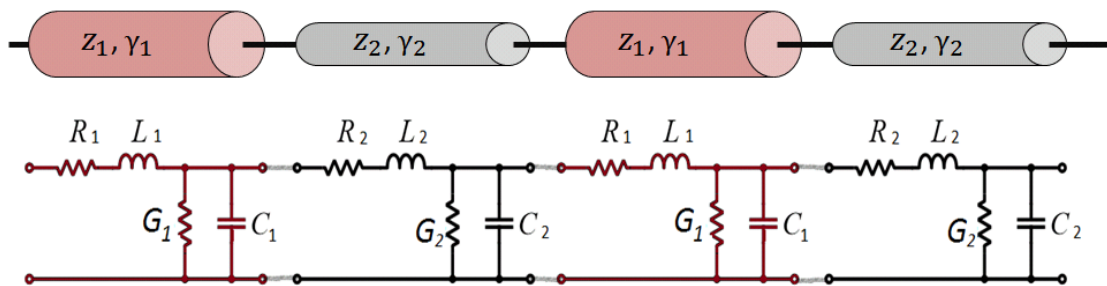 z₁, γ₁ z₂, γ₂ z₁, γ₁ z₂, γ₂
R₁ L₁ R₂ L₂ R₁ L₁ R₂ L₂
G₁ C₁ G₂ C₂ G₁ C₁ G₂ C₂